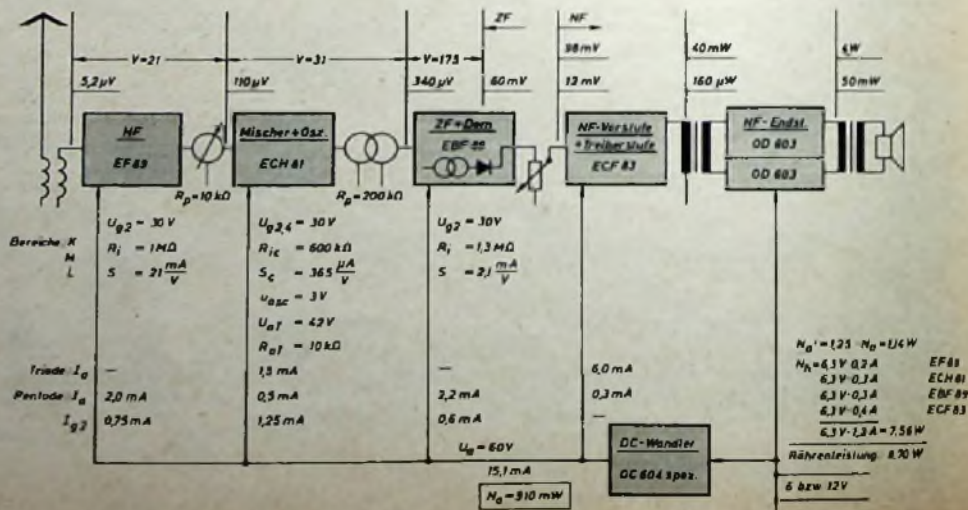 ZF
NF
98mV
40mW
4W
V=21
V=31
V=175
5,2µV
110µV
340µV
60mV
12mV
160µW
50mW
HF
EF 89
Mischer+Osz.
ECH 81
ZF+Dem
EBF 89
NF-Vorstufe
+Treiberstufe
ECF 83
NF-Endst.
OD 603
OD 603
Rp=10kΩ
Rp=200kΩ
Bereiche K
M
L
Ug2 = 30V
Ri = 1MΩ
S = 21 mA/V
Ug2,4 = 30V
Ric = 600kΩ
Sc = 365 µA/V
uosc = 3V
UaT = 42V
RaT = 10kΩ
Ug2 = 30V
Ri = 1,3MΩ
S = 2,1 mA/V
Triode Ia — 1,5mA — 6,0mA
Pentode Ia 2,0mA 0,5mA 2,2mA 0,3mA
Ig2 0,75mA 1,25mA 0,6mA —
Na' = 1,25 · Na = 1,14W
Nh = 6,3V·0,2A EF 89
6,3V·0,3A ECH 81
6,3V·0,3A EBF 89
6,3V·0,4A ECF 83
6,3V·1,2A = 7,56W
Röhrenleistung 8,70W
6 bzw 12V
Ua = 60V
15,1mA
Na = 910mW
DC-Wandler
OC 604 spez.